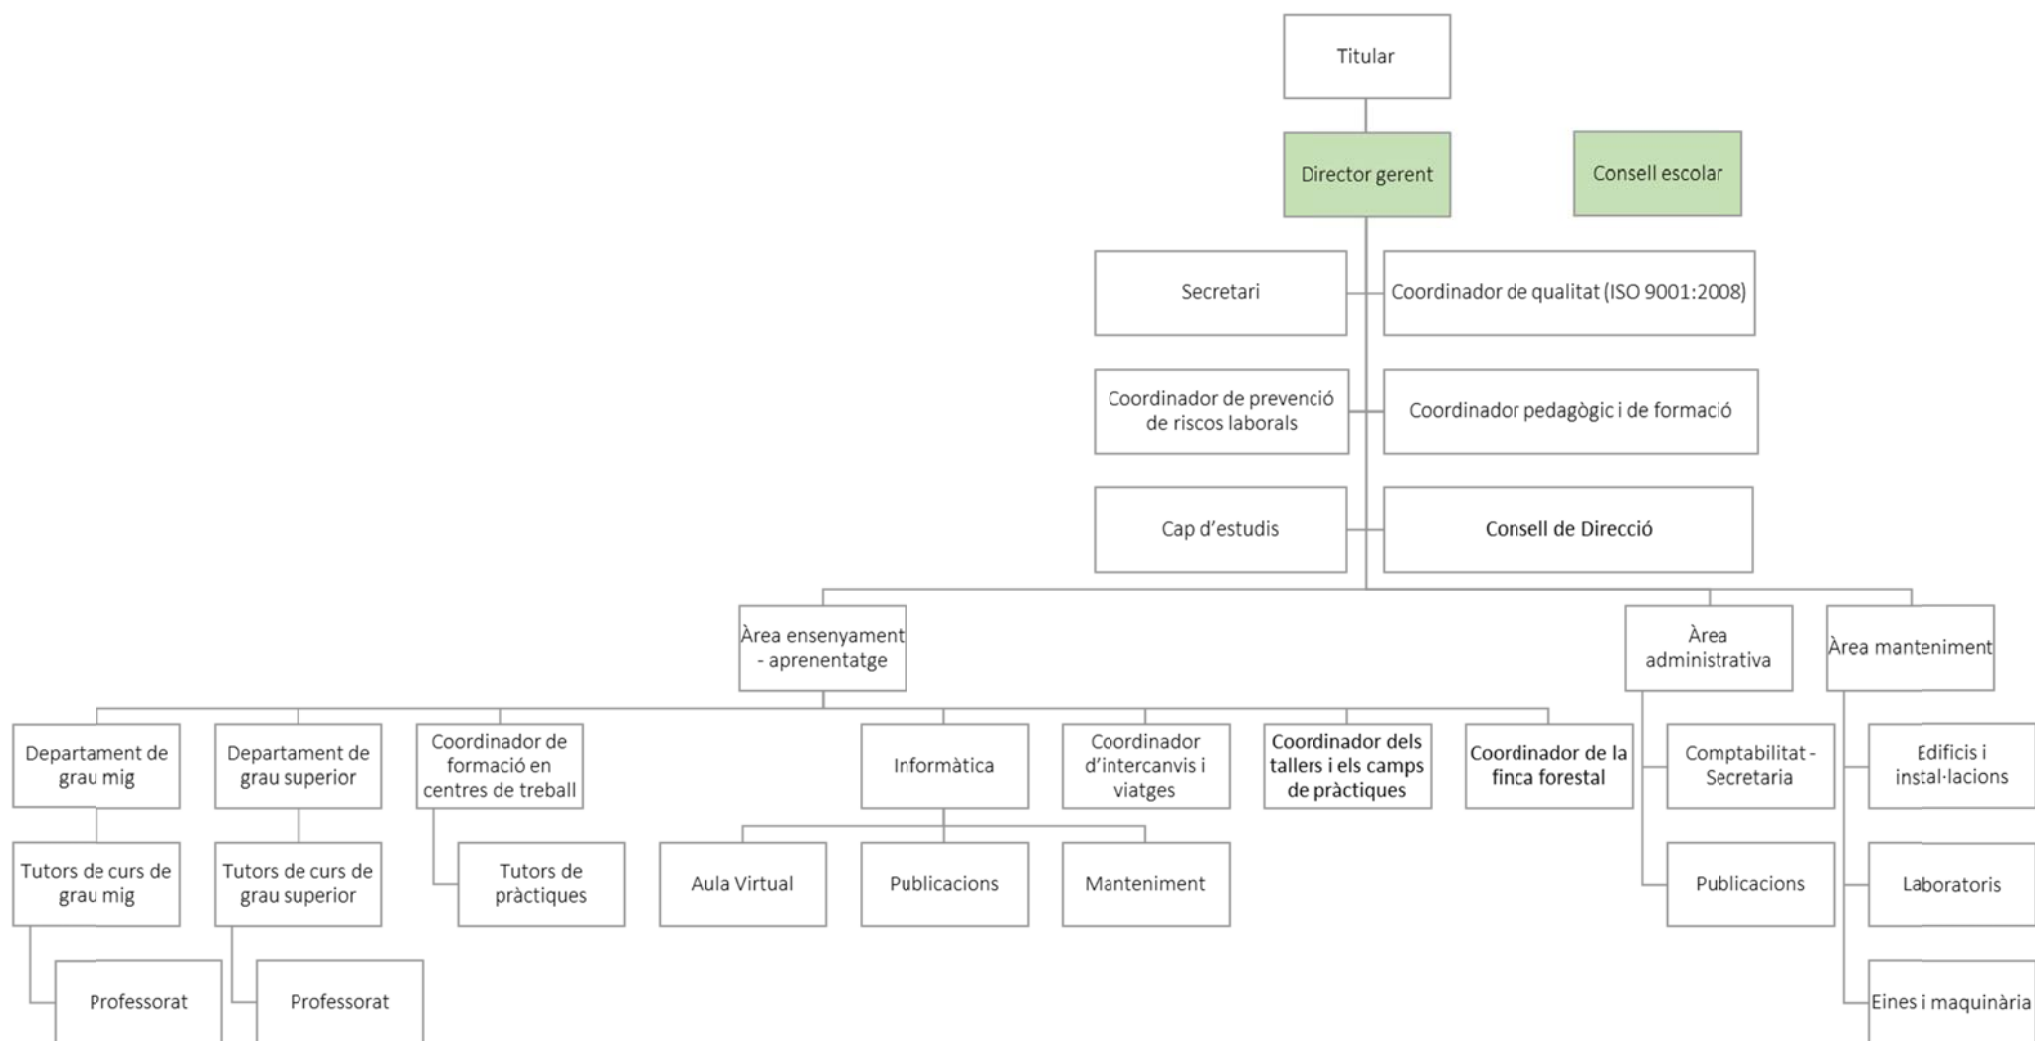 Titular
Director gerent
Consell escolar
Secretari
Coordinador de qualitat (ISO 9001:2008)
Coordinador de prevenció
de riscos laborals
Coordinador pedagògic i de formació
Cap d'estudis
Consell de Direcció
Àrea ensenyament
- aprenentatge
Àrea
administrativa
Àrea manteniment
Departament de
grau mig
Departament de
grau superior
Coordinador de
formació en
centres de treball
Informàtica
Coordinador
d'intercanvis i
viatges
Coordinador dels
tallers i els camps
de pràctiques
Coordinador de la
finca forestal
Comptabilitat -
Secretaria
Edificis i
instal·lacions
Tutors de curs de
grau mig
Tutors de curs de
grau superior
Tutors de
pràctiques
Aula Virtual
Publicacions
Manteniment
Publicacions
Laboratoris
Professorat
Professorat
Eines i maquinària